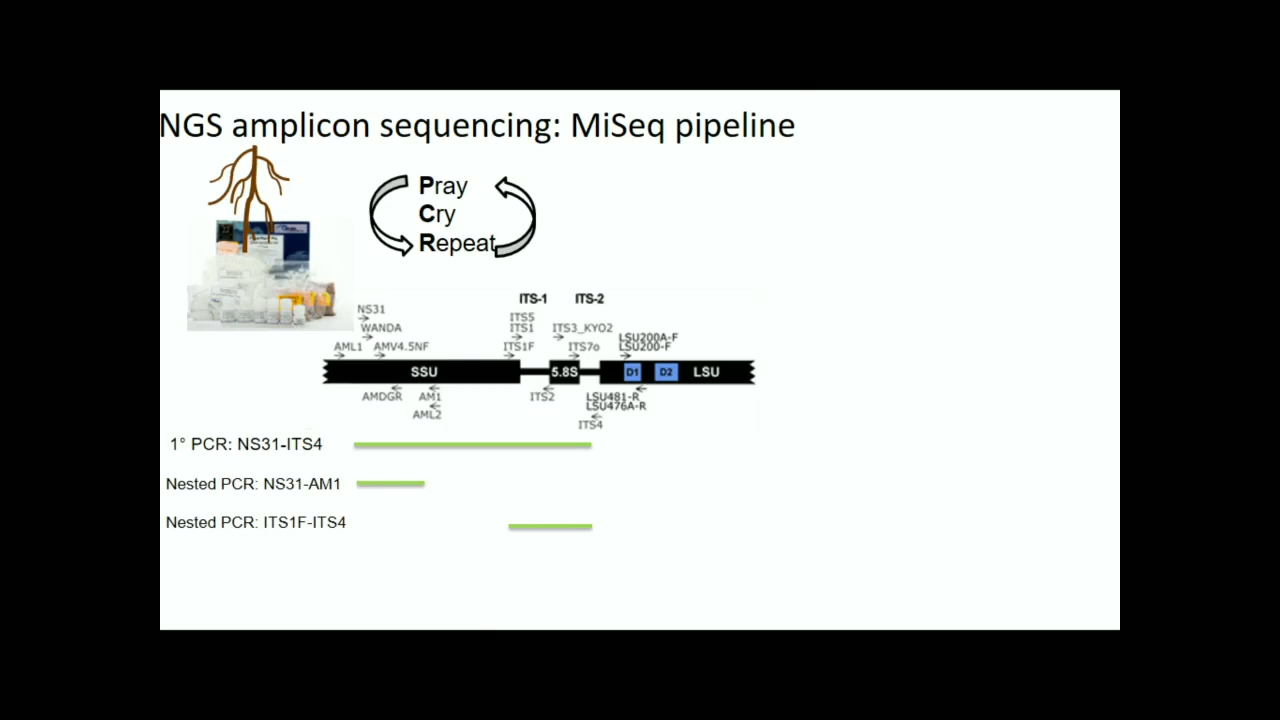 NGS amplicon sequencing: MiSeq pipeline
Pray
Cry
Repeat
ITS-1 ITS-2
NS31
ITS5
WANDA
ITS1
ITS3_KYO2
LSU200A-F
AML1
AMV4.5NF
ITS1F
ITS7o
LSU200-F
SSU
5.8S
D1
D2
LSU
AMDGR
AM1
ITS2
LSU481-R
AML2
LSU476A-R
ITS4
1° PCR: NS31-ITS4
Nested PCR: NS31-AM1
Nested PCR: ITS1F-ITS4